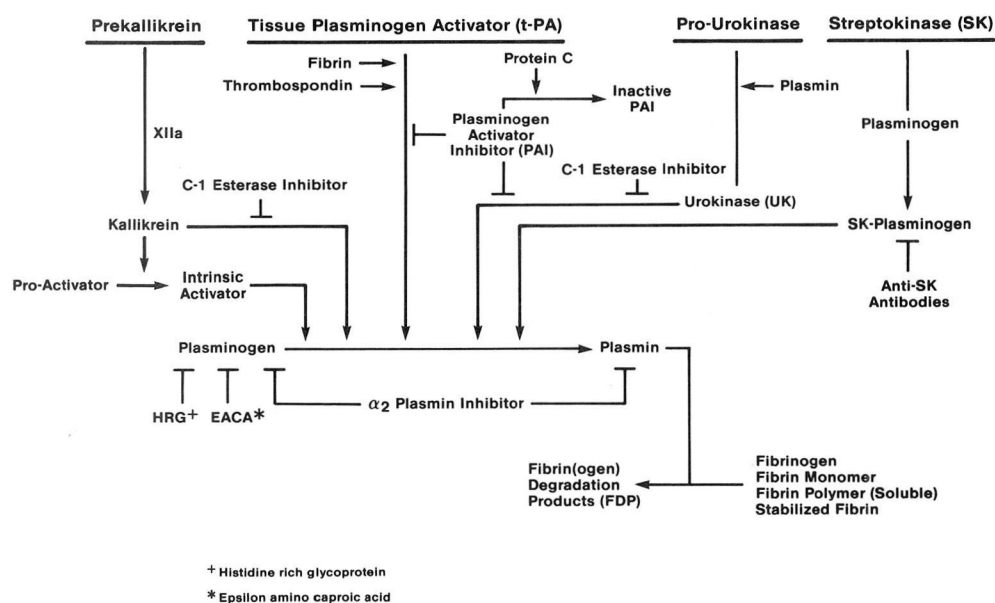 Prekallikrein
Tissue Plasminogen Activator (t-PA)
Pro-Urokinase
Streptokinase (SK)
Fibrin
Thrombospondin
Protein C
Inactive
PAI
Plasmin
XIIa
Plasminogen
Activator
Inhibitor (PAI)
Plasminogen
C-1 Esterase Inhibitor
C-1 Esterase Inhibitor
Urokinase (UK)
Kallikrein
SK-Plasminogen
Pro-Activator
Intrinsic
Activator
Anti-SK
Antibodies
Plasminogen
Plasmin
HRG+
EACA*
α2 Plasmin Inhibitor
Fibrin(ogen)
Degradation
Products (FDP)
Fibrinogen
Fibrin Monomer
Fibrin Polymer (Soluble)
Stabilized Fibrin
+ Histidine rich glycoprotein
* Epsilon amino caproic acid